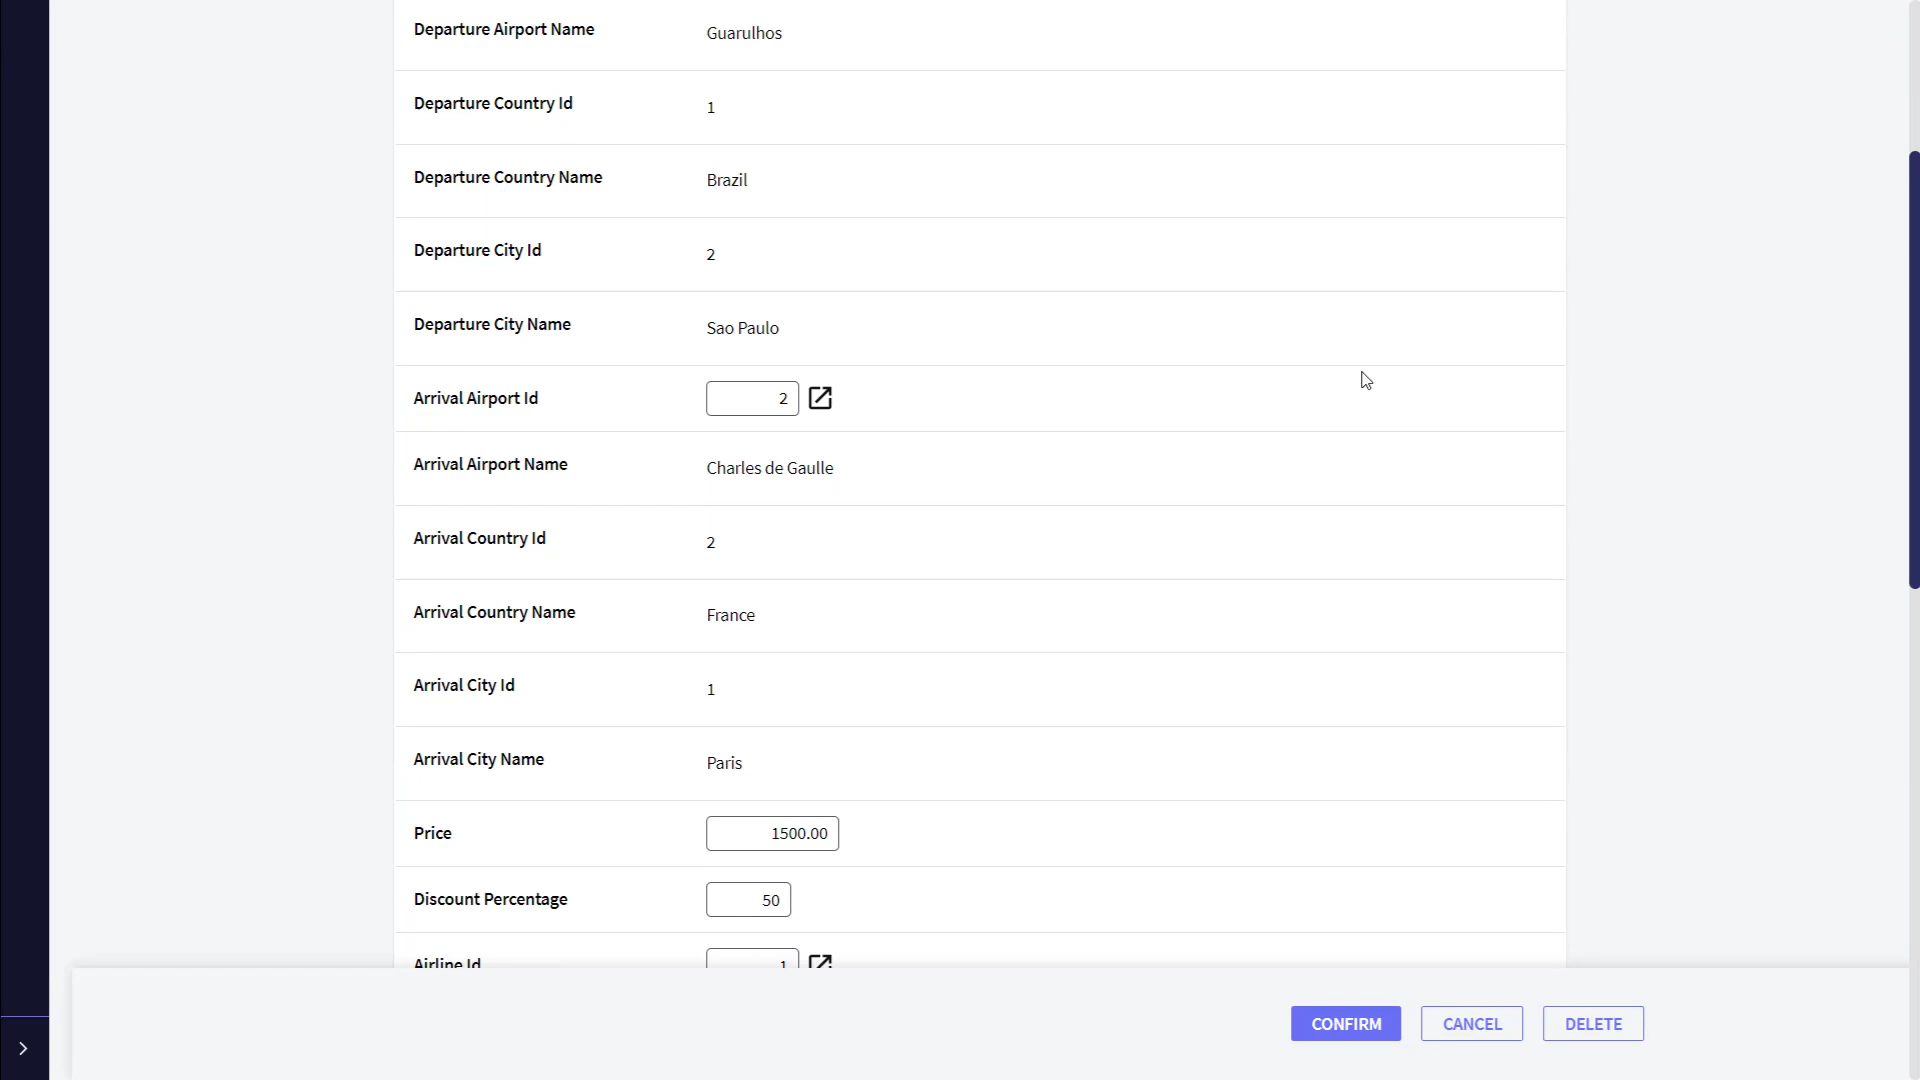 Departure Airport Name Guarulhos
Departure Country Id 1
Departure Country Name Brazil
Departure City Id 2
Departure City Name Sao Paulo
Arrival Airport Id 2
Arrival Airport Name Charles de Gaulle
Arrival Country Id 2
Arrival Country Name France
Arrival City Id 1
Arrival City Name Paris
Price 1500.00
Discount Percentage 50
Airline Id 1
CONFIRM CANCEL DELETE